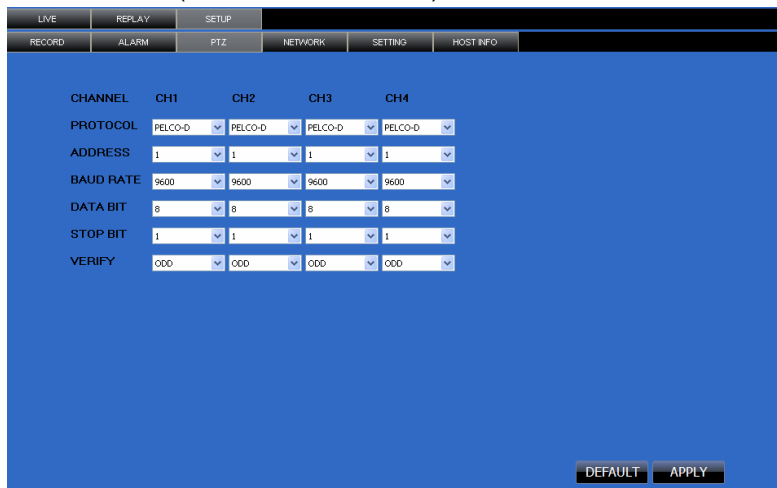 LIVE REPLAY SETUP
RECORD ALARM PTZ NETWORK SETTING HOST INFO
CHANNEL CH1 CH2 CH3 CH4
PROTOCOL PELCO-D PELCO-D PELCO-D PELCO-D
ADDRESS 1 1 1 1
BAUD RATE 9600 9600 9600 9600
DATA BIT 8 8 8 8
STOP BIT 1 1 1 1
VERIFY ODD ODD ODD ODD
DEFAULT APPLY